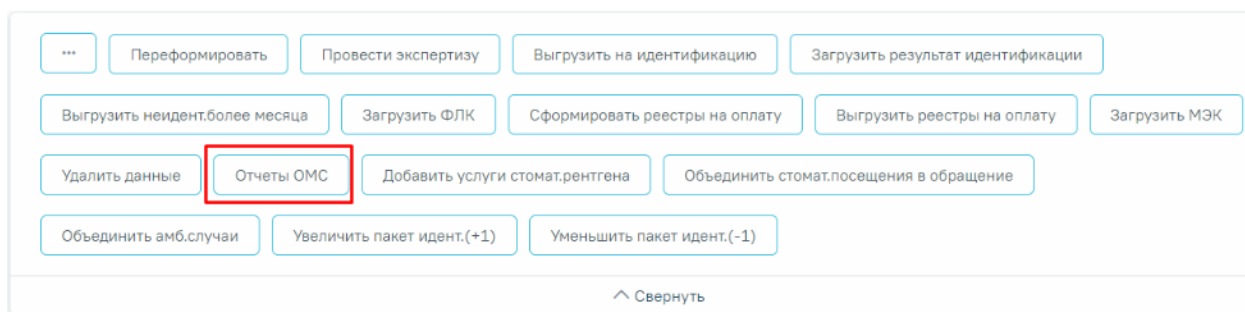 ... Переформировать Провести экспертизу Выгрузить на идентификацию Загрузить результат идентификации
Выгрузить неидент.более месяца Загрузить ФЛК Сформировать реестры на оплату Выгрузить реестры на оплату Загрузить МЭК
Удалить данные Отчеты ОМС Добавить услуги стомат.рентгена Объединить стомат.посещения в обращение
Объединить амб.случаи Увеличить пакет идент.(+1) Уменьшить пакет идент.(-1)
Свернуть